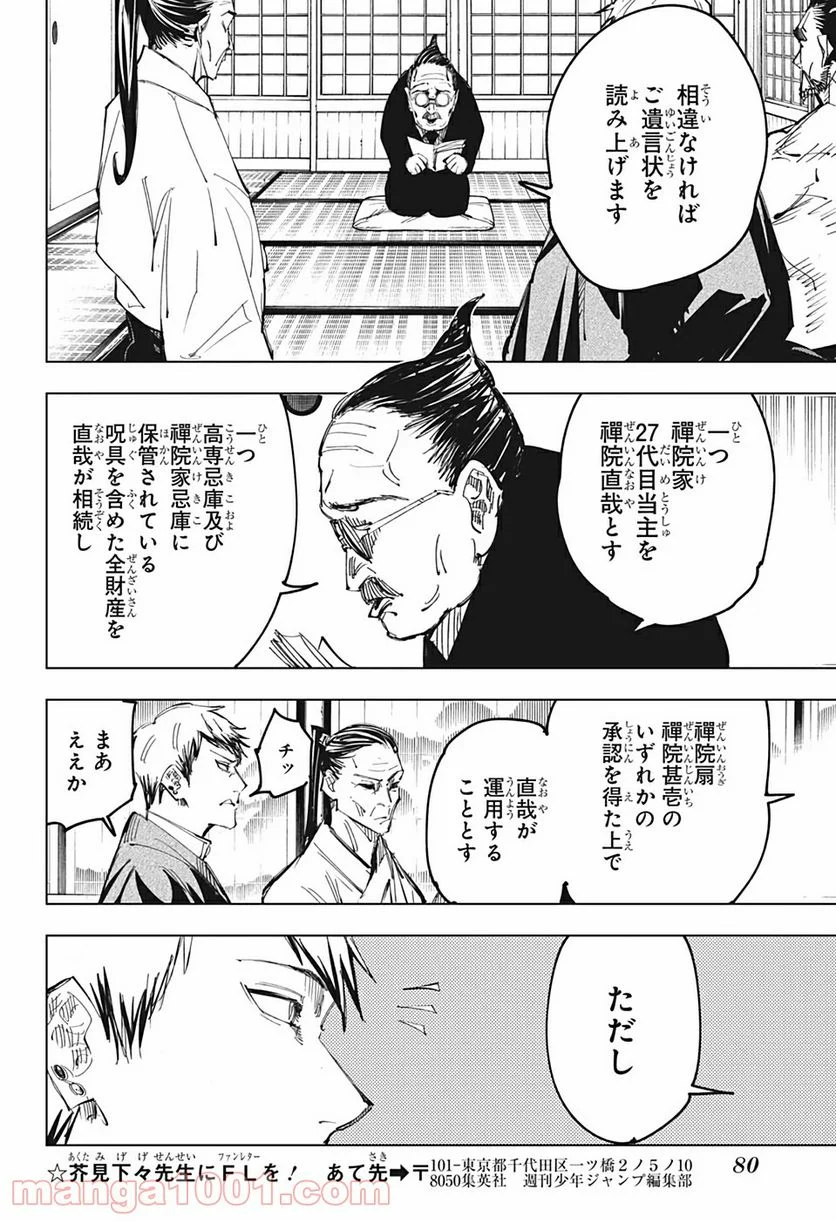 相違なければ
ご遺言状を
読み上げます
一つ
禪院家
27代目当主を
禪院直哉とす
一つ
高専忌庫及び
禪院家忌庫に
保管されている
呪具を含めた全財産を
直哉が相続し
禪院扇
禪院甚壱の
いずれかの
承認を得た上で
直哉が
運用する
こととす
チッ
まあ
ええか
ただし
☆芥見下々先生にＦＬを！　あて先➡〒101-東京都千代田区一ツ橋２ノ５ノ10
8050集英社　週刊少年ジャンプ編集部
80
MANGA1001.COM